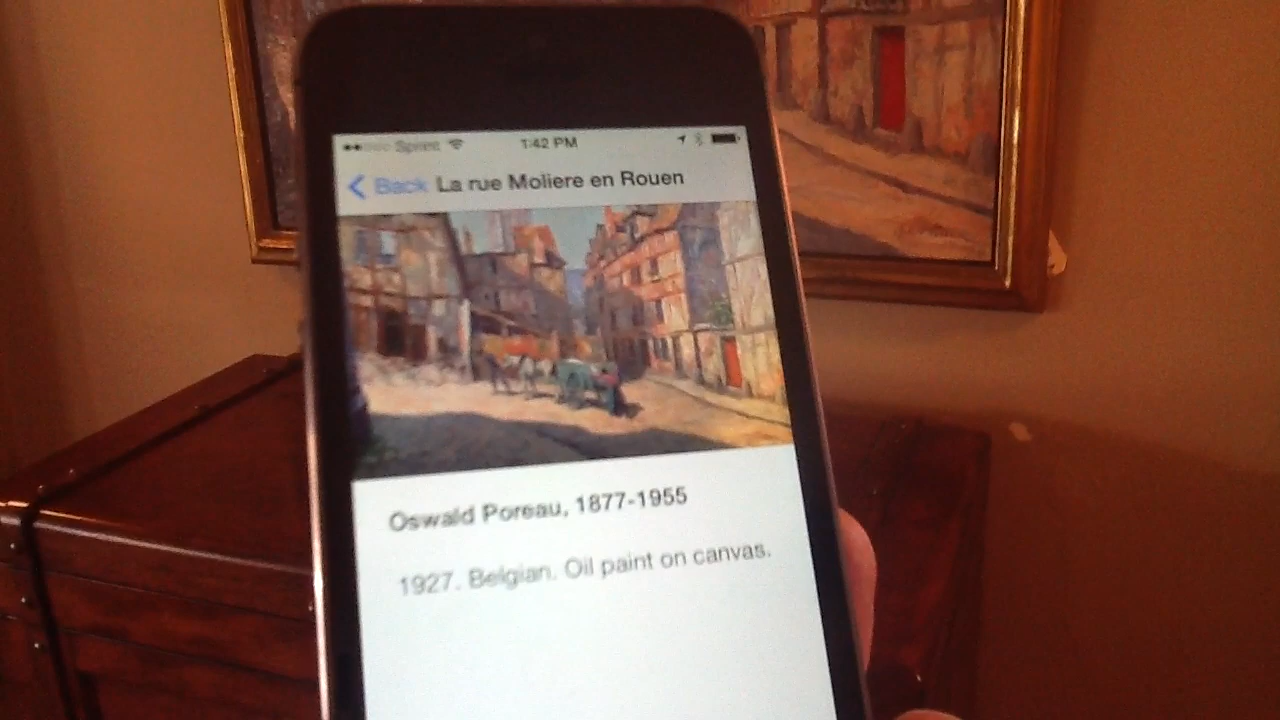 Sprint 1:42 PM
Back La rue Moliere en Rouen
Oswald Poreau, 1877-1955
1927. Belgian. Oil paint on canvas.